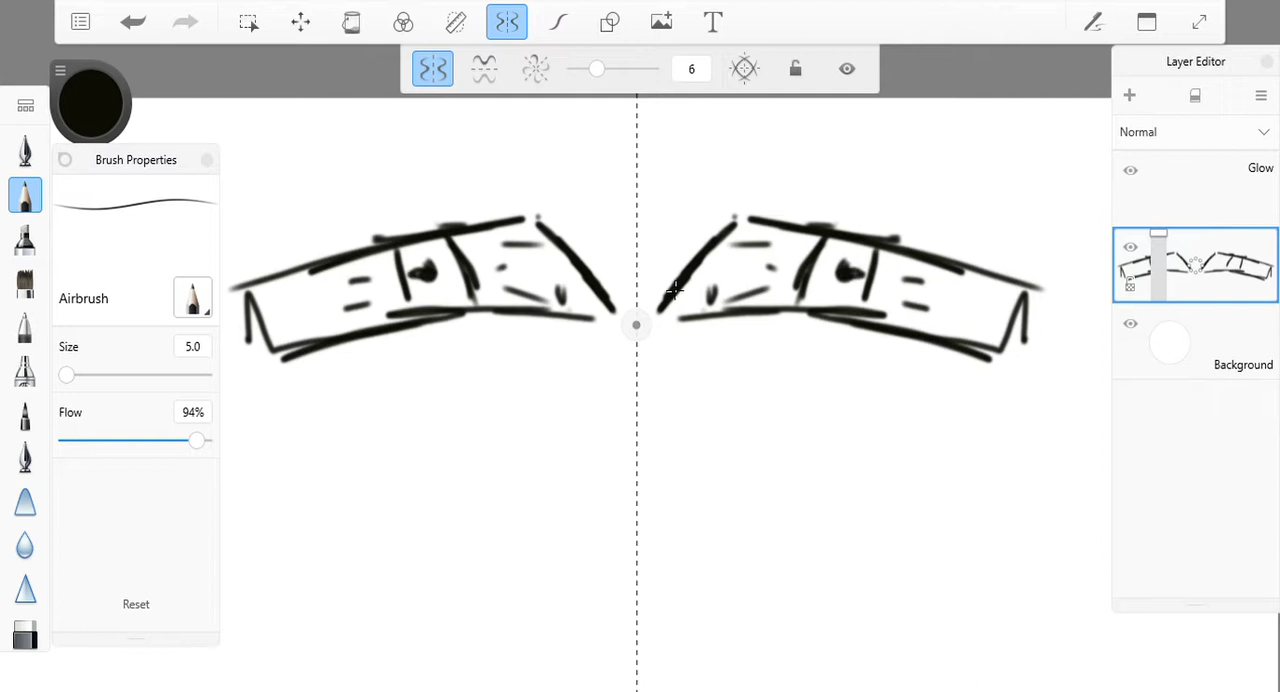 T
6
Layer Editor
Normal
Brush Properties
Glow
Airbrush
Size 5.0
Flow 94%
Background
Reset